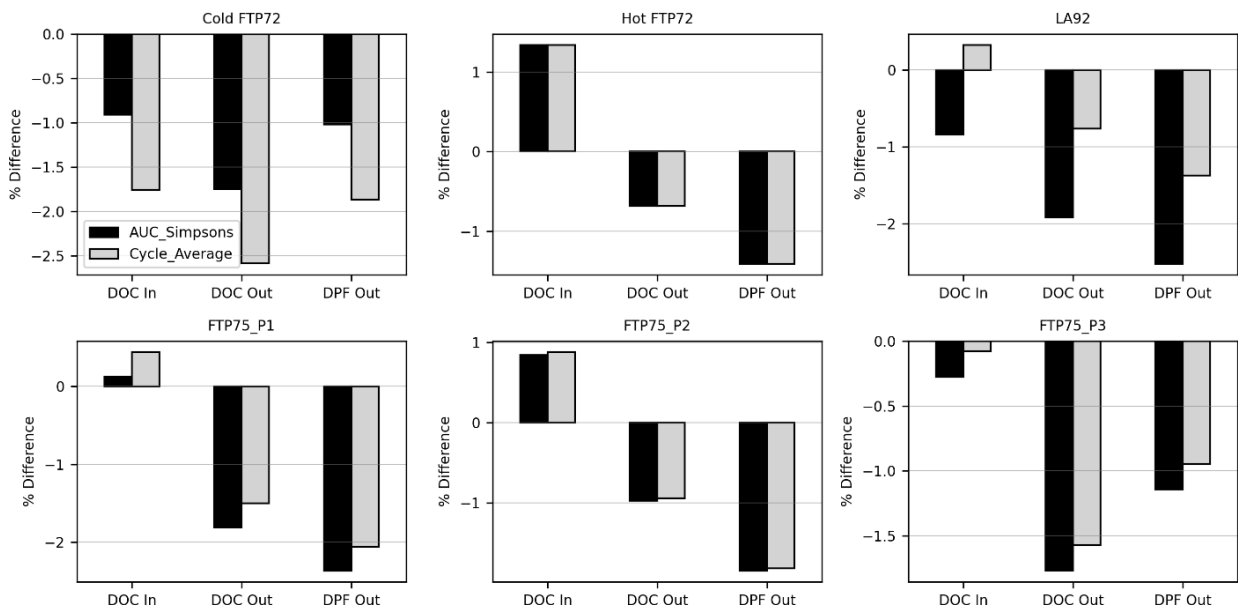 Cold FTP72
% Difference
0.0
−0.5
−1.0
−1.5
−2.0
−2.5
AUC_Simpsons
Cycle_Average
DOC In
DOC Out
DPF Out
Hot FTP72
% Difference
1
0
−1
DOC In
DOC Out
DPF Out
LA92
% Difference
0
−1
−2
DOC In
DOC Out
DPF Out
FTP75_P1
% Difference
0
−1
−2
DOC In
DOC Out
DPF Out
FTP75_P2
% Difference
1
0
−1
DOC In
DOC Out
DPF Out
FTP75_P3
% Difference
0.0
−0.5
−1.0
−1.5
DOC In
DOC Out
DPF Out